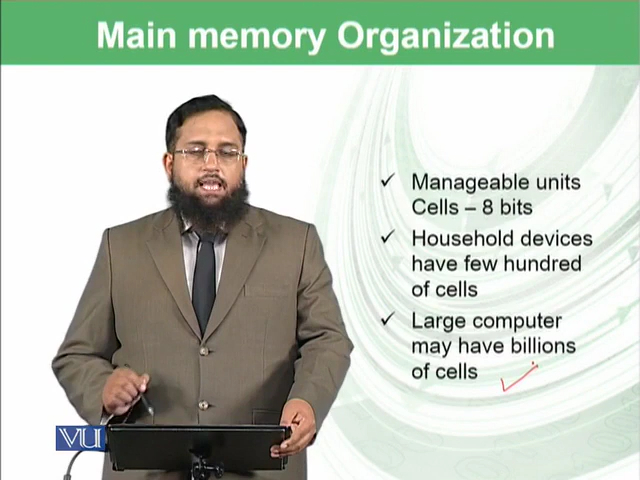 Main memory Organization
✓ Manageable units
Cells – 8 bits
✓ Household devices
have few hundred
of cells
✓ Large computer
may have billions
of cells
VU